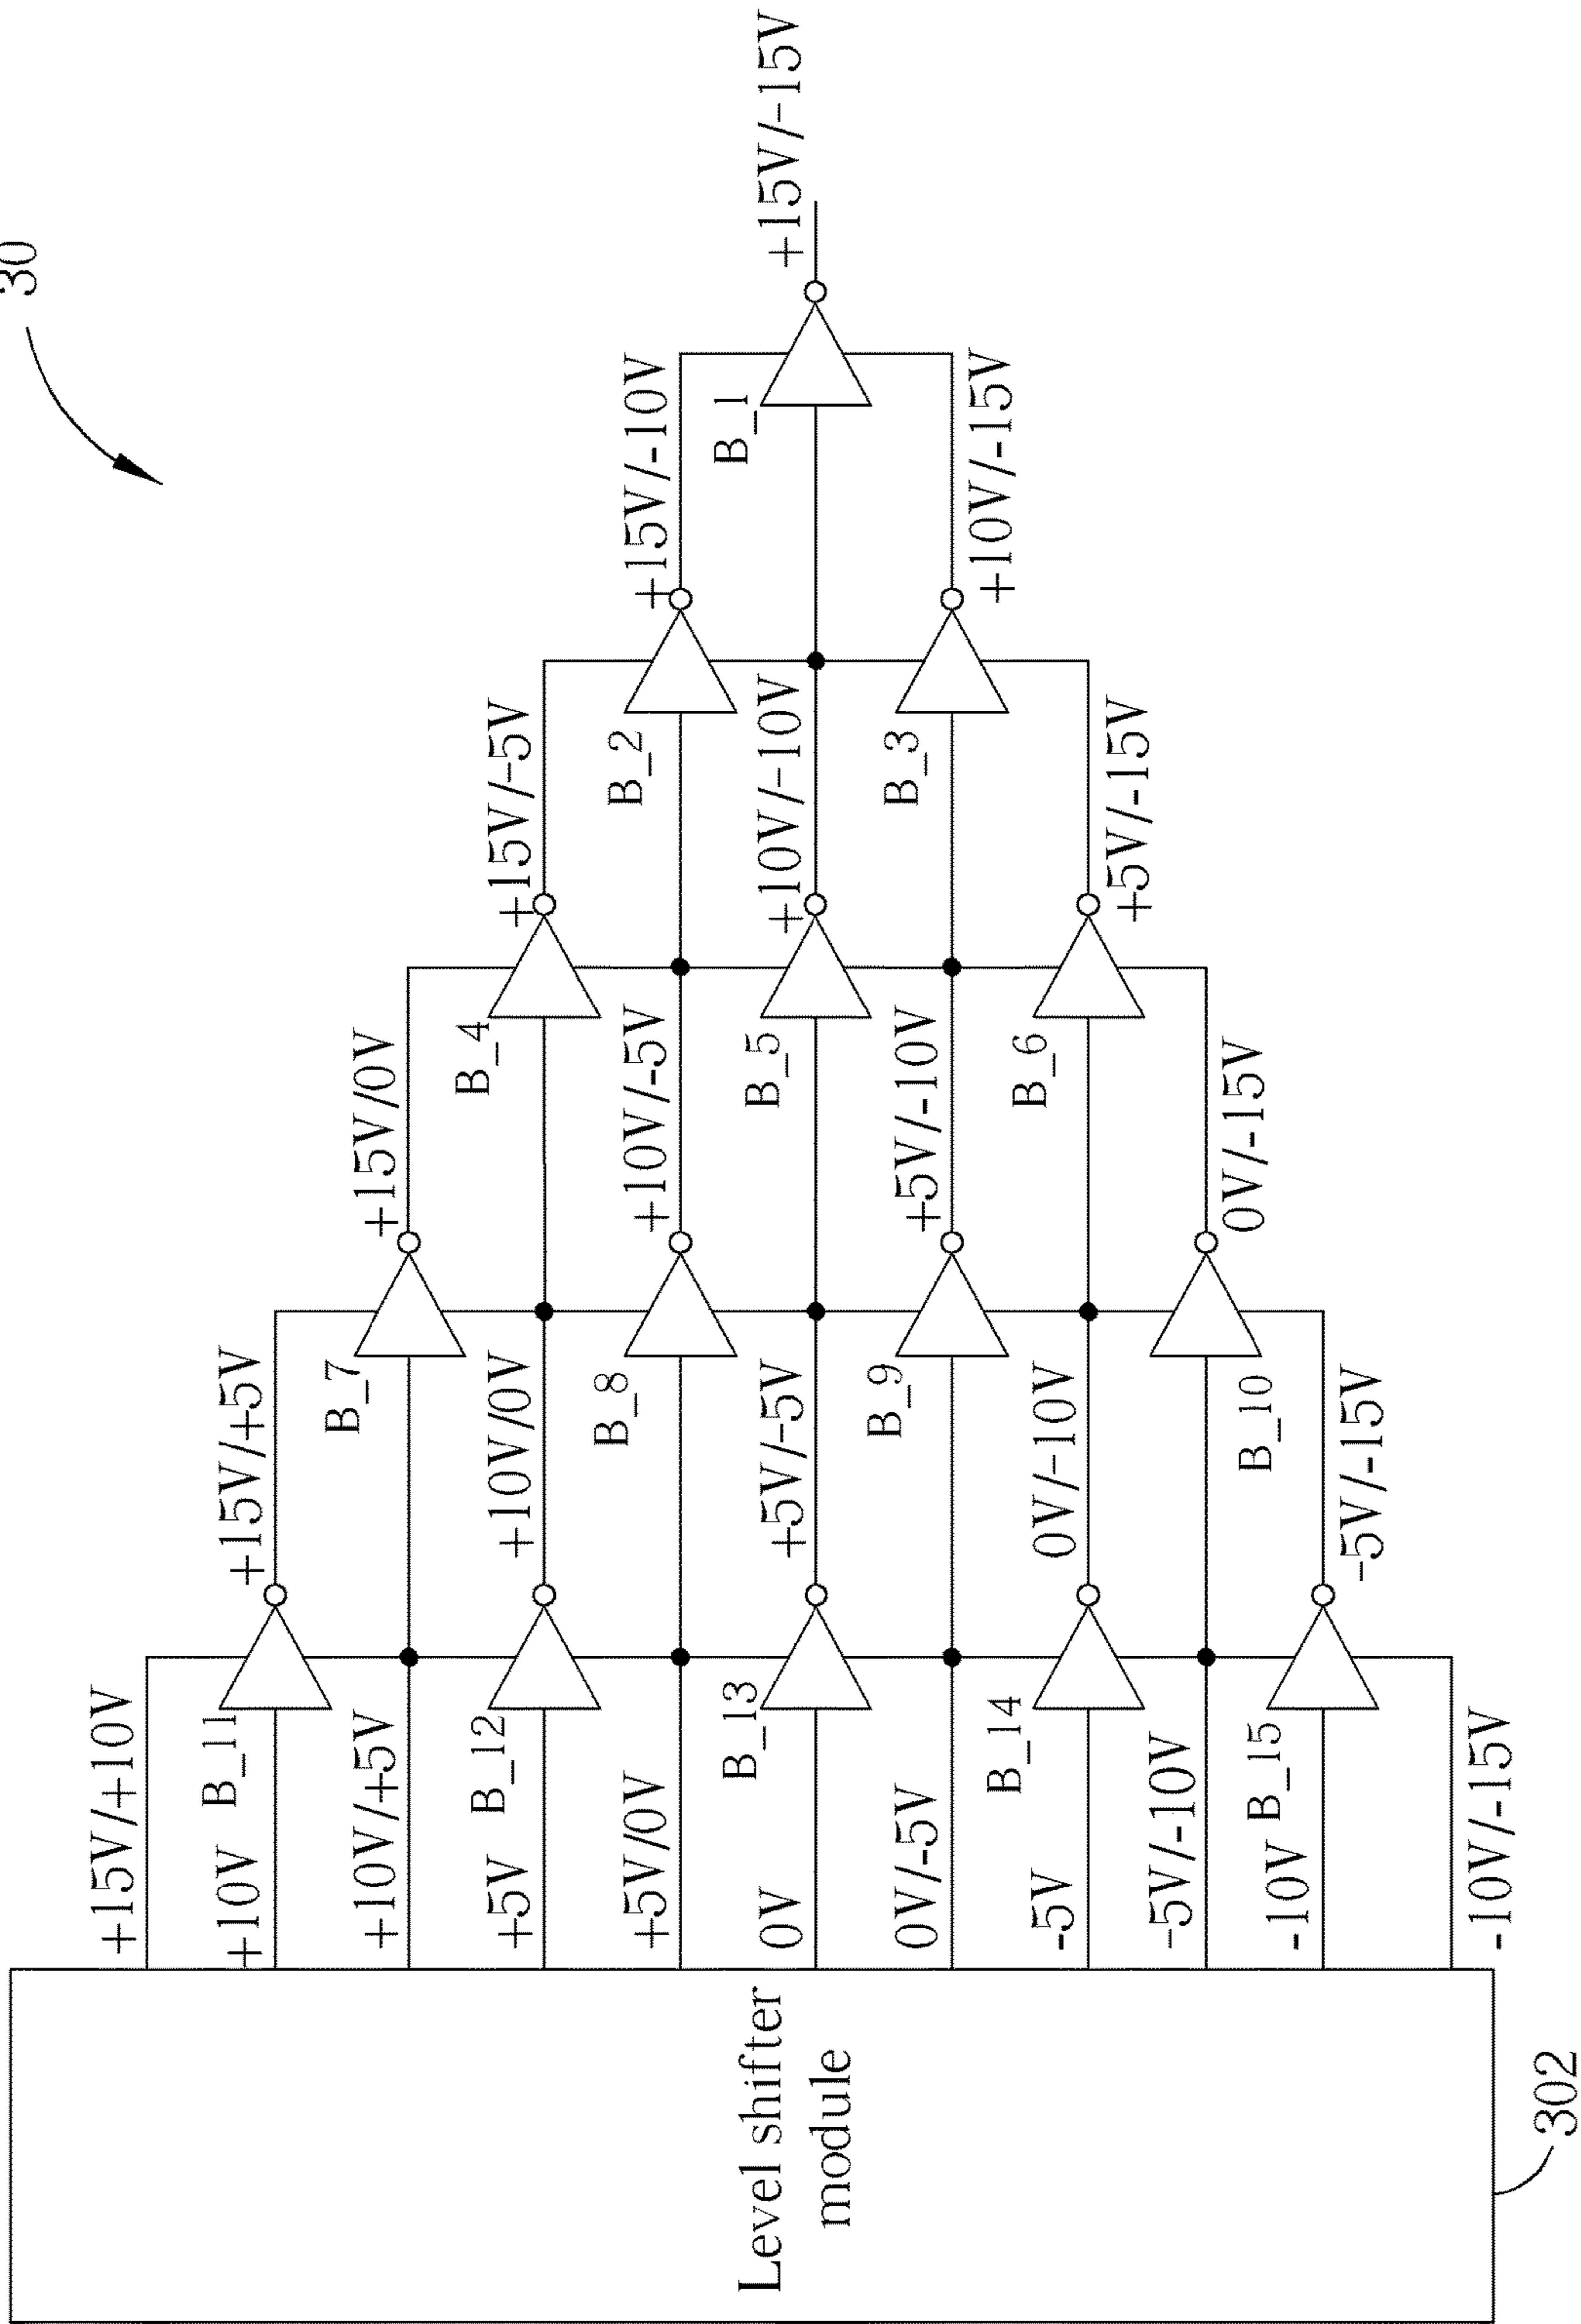 30
Level shifter
module
302
+15V/+10V
+10V
+10V/+5V
+5V
+5V/0V
0V
0V/-5V
-5V
-5V/-10V
-10V
-10V/-15V
B_11
B_12
B_13
B_14
B_15
+15V/+5V
+10V/0V
+5V/-5V
0V/-10V
-5V/-15V
B_7
B_8
B_9
B_10
+15V/0V
+10V/-5V
+5V/-10V
0V/-15V
B_4
B_5
B_6
+15V/-5V
+10V/-10V
+5V/-15V
B_2
B_3
+15V/-10V
+10V/-15V
B_1
+15V/-15V